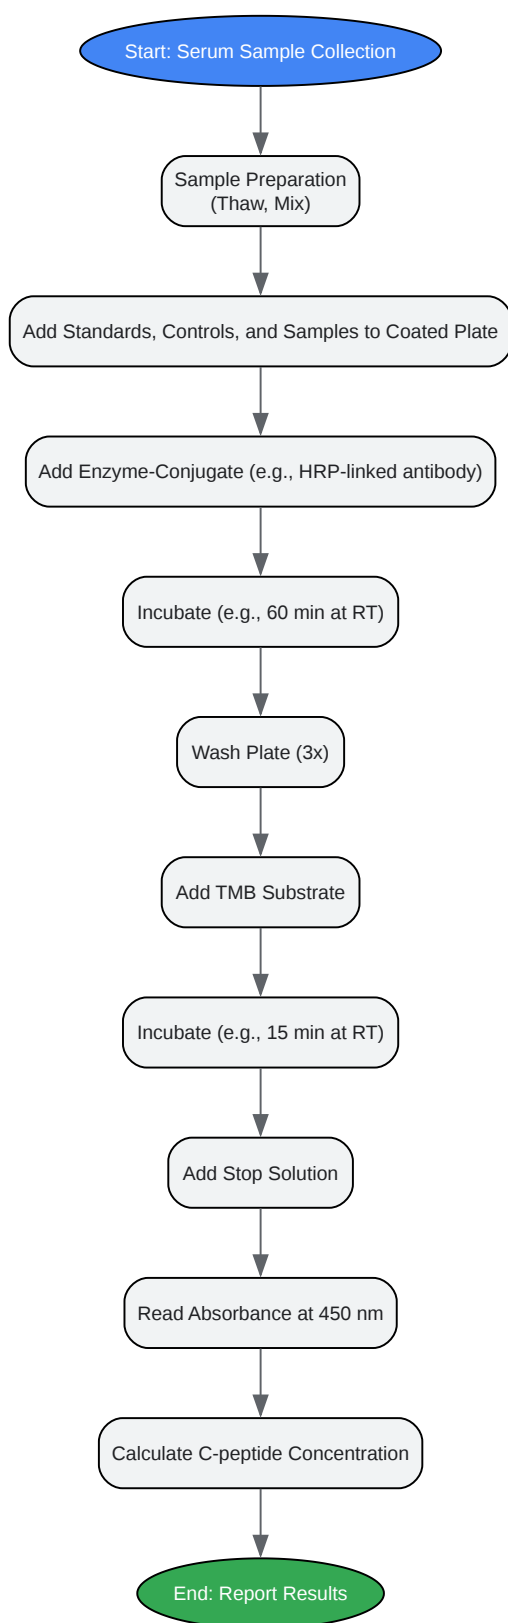 Start: Serum Sample Collection
Sample Preparation
(Thaw, Mix)
Add Standards, Controls, and Samples to Coated Plate
Add Enzyme-Conjugate (e.g., HRP-linked antibody)
Incubate (e.g., 60 min at RT)
Wash Plate (3x)
Add TMB Substrate
Incubate (e.g., 15 min at RT)
Add Stop Solution
Read Absorbance at 450 nm
Calculate C-peptide Concentration
End: Report Results